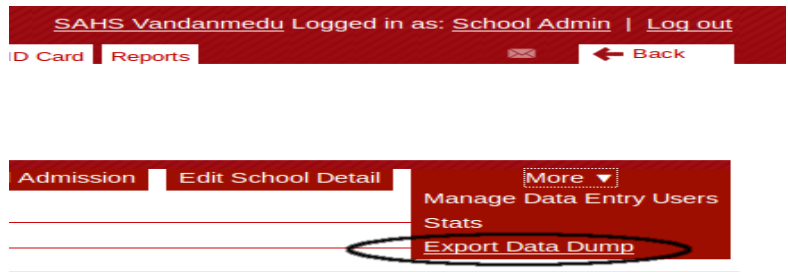 SAHS Vandanmedu Logged in as: School Admin | Log out
ID Card Reports Back
Admission Edit School Detail More ▼
Manage Data Entry Users
Stats
Export Data Dump